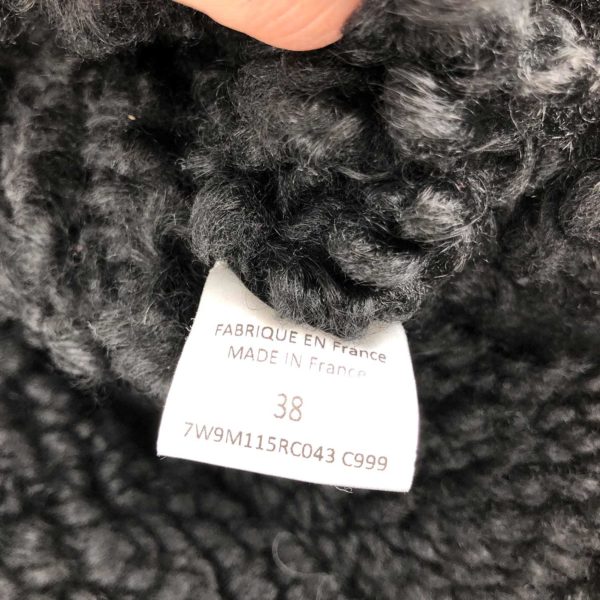 FABRIQUE EN France
MADE IN France
38
7W9M115RC043 C999